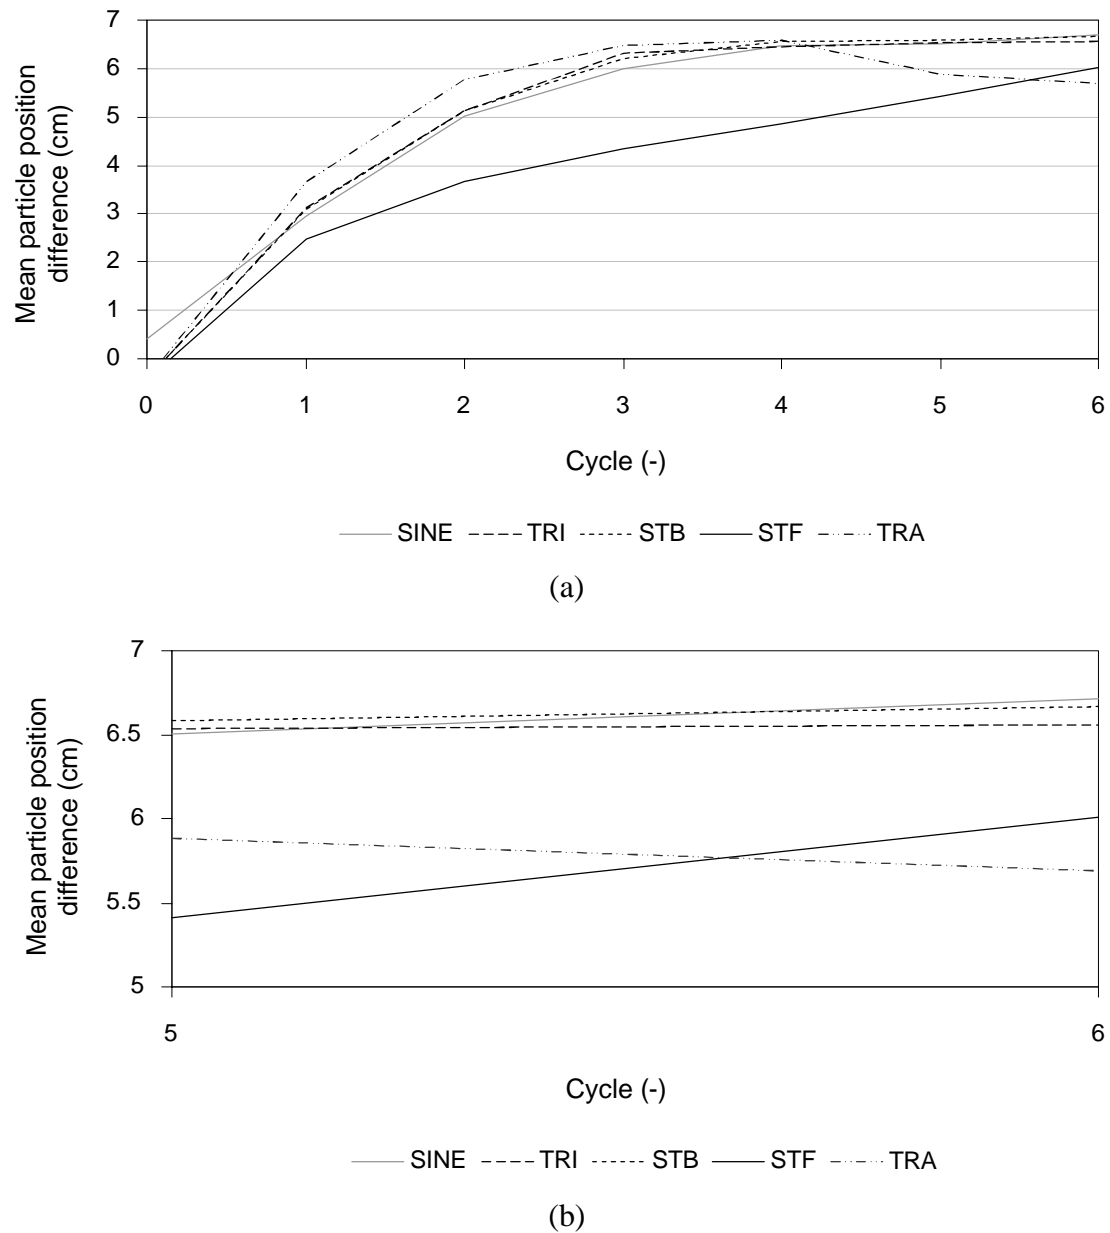 7
6
5
4
3
2
1
0
Mean particle position
difference (cm)
0 1 2 3 4 5 6
Cycle (-)
SINE TRI STB STF TRA
(a)
7
6.5
6
5.5
5
Mean particle position
difference (cm)
5 6
Cycle (-)
SINE TRI STB STF TRA
(b)